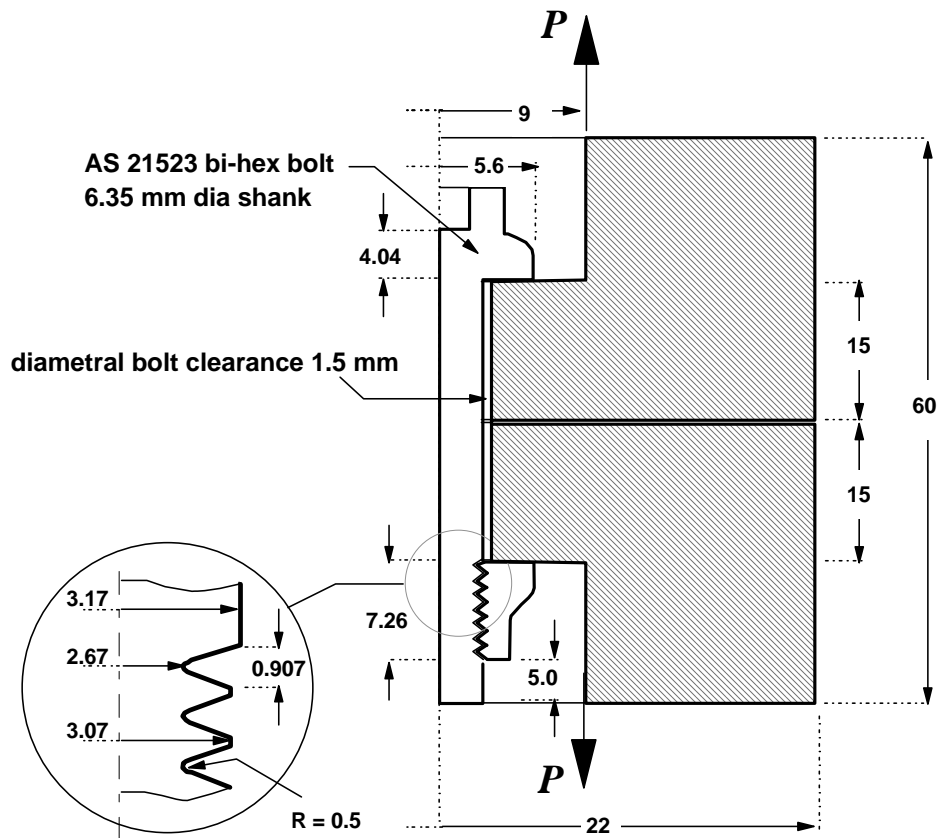 P
9
AS 21523 bi-hex bolt
6.35 mm dia shank
5.6
4.04
15
diametral bolt clearance 1.5 mm
60
15
3.17
7.26
2.67
0.907
5.0
3.07
P
R = 0.5
22